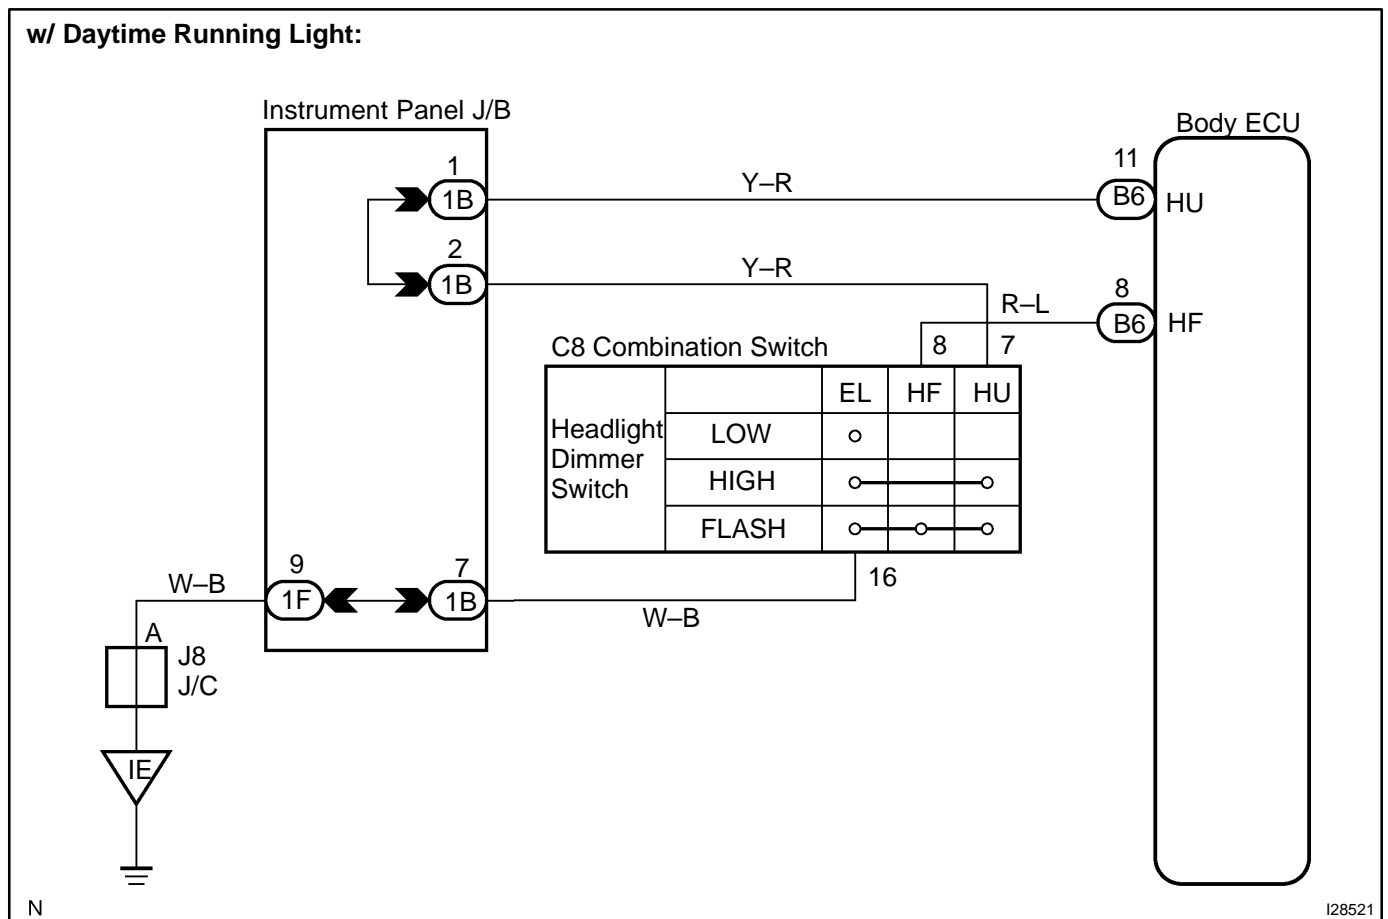 w/ Daytime Running Light:
Instrument Panel J/B
Body ECU
1
1B
Y–R
11
B6
HU
2
1B
Y–R
R–L
8
B6
HF
C8 Combination Switch
8
7
EL
HF
HU
Headlight
Dimmer
Switch
LOW
HIGH
FLASH
16
W–B
9
1F
7
1B
W–B
A
J8
J/C
IE
N
I28521